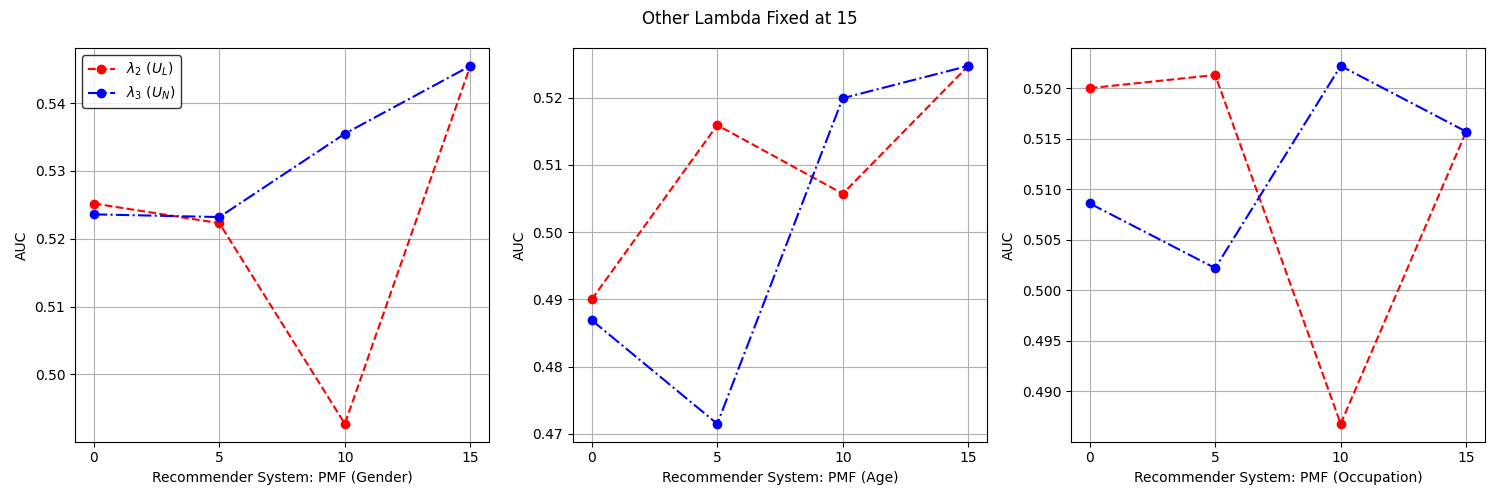 Other Lambda Fixed at 15
λ₂ (U_L)
λ₃ (U_N)
AUC
0.54
0.53
0.52
0.51
0.50
0 5 10 15
Recommender System: PMF (Gender)
AUC
0.52
0.51
0.50
0.49
0.48
0.47
0 5 10 15
Recommender System: PMF (Age)
AUC
0.520
0.515
0.510
0.505
0.500
0.495
0.490
0 5 10 15
Recommender System: PMF (Occupation)